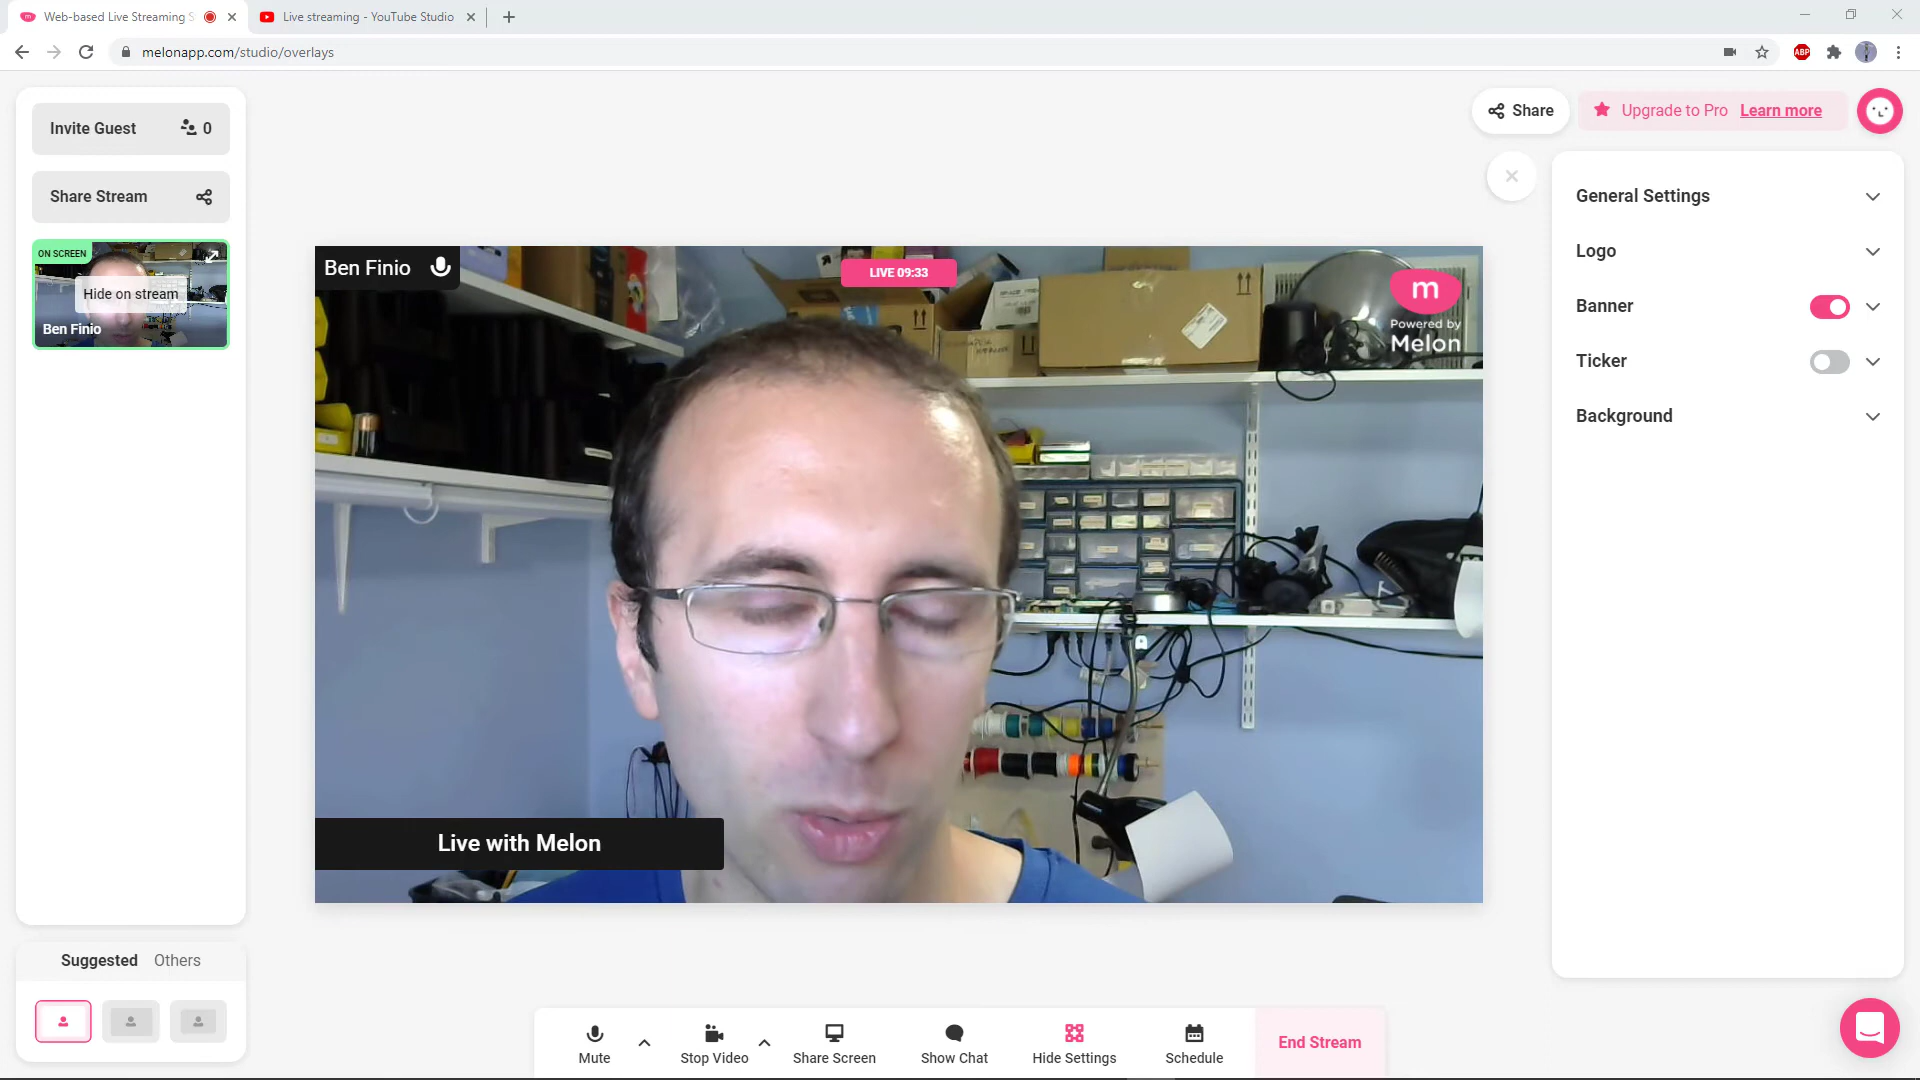 Web-based Live Streaming S
Live streaming - YouTube Studio
melonapp.com/studio/overlays
ABP
Invite Guest 0
Share Stream
ON SCREEN
Hide on stream
Ben Finio
Share
Upgrade to Pro Learn more
Ben Finio
LIVE 09:33
m
Powered by
Melon
Live with Melon
General Settings
Logo
Banner
Ticker
Background
Suggested Others
Mute
Stop Video
Share Screen
Show Chat
Hide Settings
Schedule
End Stream